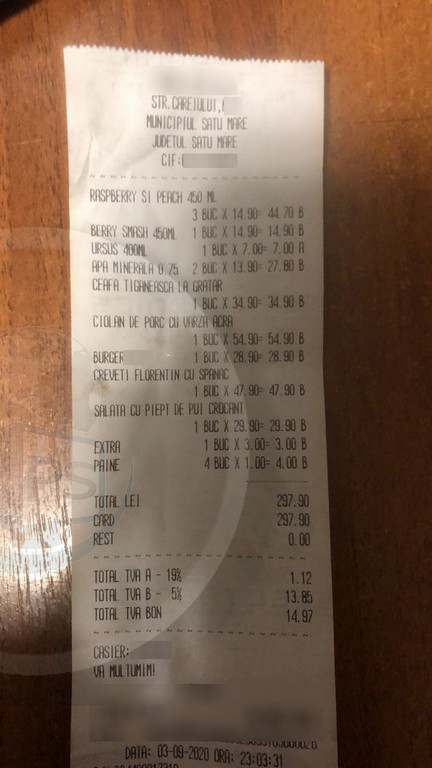 STR. CAREIULUI,
MUNICIPIUL SATU MARE
JUDETUL SATU MARE
CIF:
RASPBERRY SI PEACH 450 ML
3 BUC X 14.90= 44.70 B
BERRY SMASH 450ML 1 BUC X 14.90= 14.90 B
URSUS 400ML 1 BUC X 7.00= 7.00 A
APA MINERALA 0.75 2 BUC X 13.90= 27.80 B
CEAFA TIGANEASCA LA GRATAR
1 BUC X 34.90= 34.90 B
CIOLAN DE PORC CU VARZA ACRA
1 BUC X 54.90= 54.90 B
BURGER 1 BUC X 28.90= 28.90 B
CREVETI FLORENTIN CU SPANAC
1 BUC X 47.90= 47.90 B
SALATA CU PIEPT DE PUI CROCANT
1 BUC X 29.90= 29.90 B
EXTRA 1 BUC X 3.00= 3.00 B
PAINE 4 BUC X 1.00= 4.00 B
TOTAL LEI 297.90
CARD 297.90
REST 0.00
TOTAL TVA A - 19% 1.12
TOTAL TVA B - 5% 13.85
TOTAL TVA BON 14.97
CASIER:
VA MULTUMIM!
DATA: 03-09-2020 ORA: 23:03:31